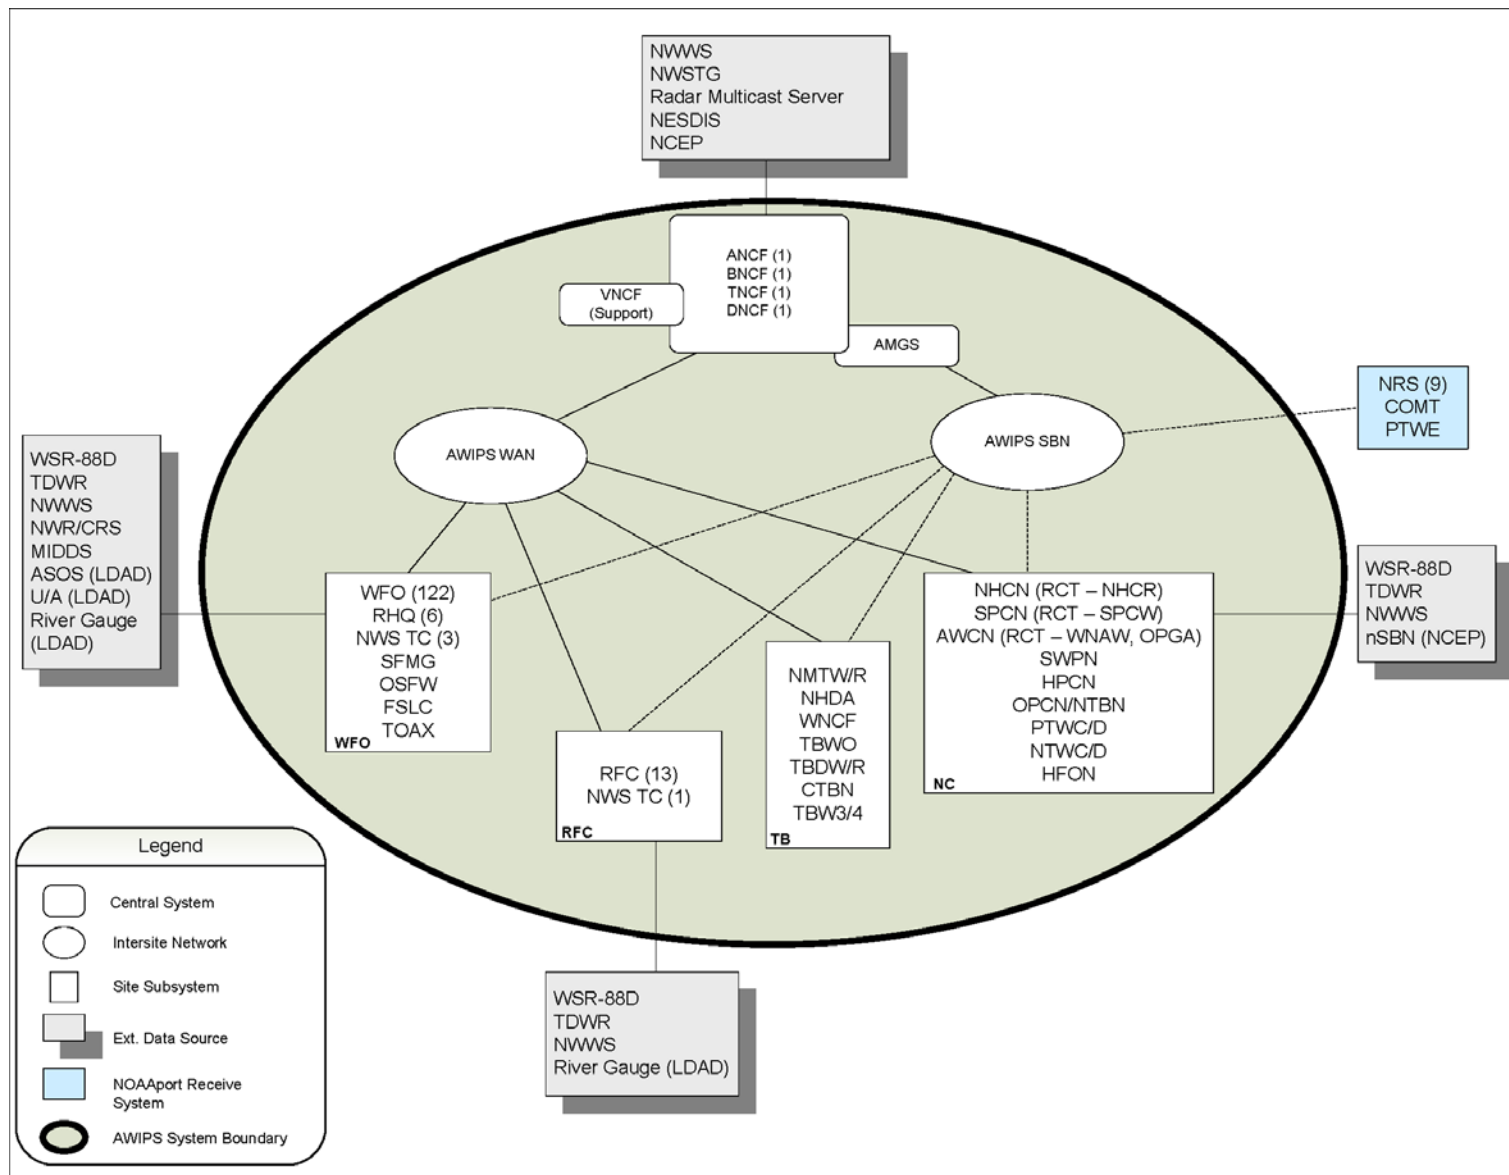 NWWS
NWSTG
Radar Multicast Server
NESDIS
NCEP
ANCF (1)
BNCF (1)
TNCF (1)
DNCF (1)
VNCF
(Support)
AMGS
AWIPS WAN
AWIPS SBN
NRS (9)
COMT
PTWE
WSR-88D
TDWR
NWWS
NWR/CRS
MIDDS
ASOS (LDAD)
U/A (LDAD)
River Gauge
(LDAD)
WFO (122)
RHQ (6)
NWS TC (3)
SFMG
OSFW
FSLC
TOAX
WFO
RFC (13)
NWS TC (1)
RFC
NMTW/R
NHDA
WNCF
TBWO
TBDW/R
CTBN
TBW3/4
TB
NHCN (RCT – NHCR)
SPCN (RCT – SPCW)
AWCN (RCT – WNAW, OPGA)
SWPN
HPCN
OPCN/NTBN
PTWC/D
NTWC/D
HFON
NC
WSR-88D
TDWR
NWWS
nSBN (NCEP)
WSR-88D
TDWR
NWWS
River Gauge (LDAD)
Legend
Central System
Intersite Network
Site Subsystem
Ext. Data Source
NOAAport Receive
System
AWIPS System Boundary